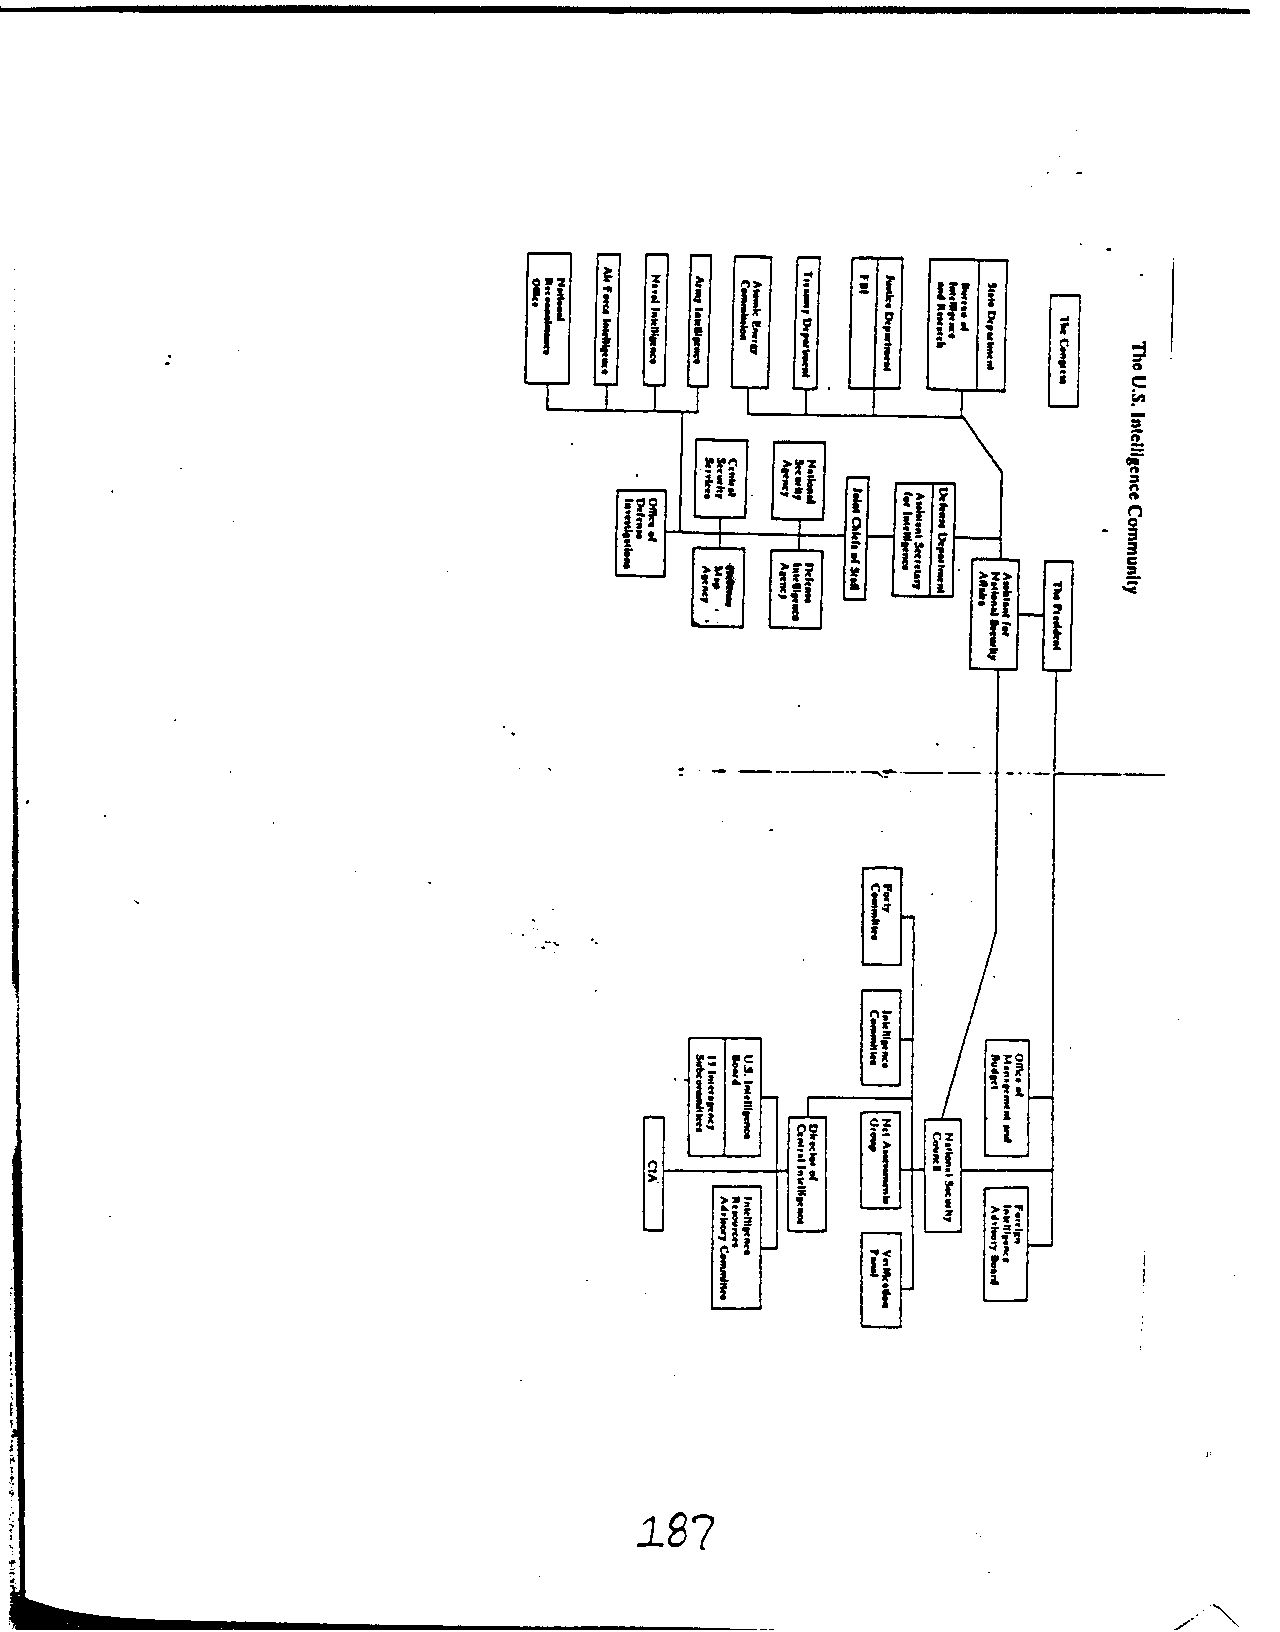 The U.S. Intelligence Community
The Congress
The President
State Department
Bureau of
Intelligence
and Research
Justice Department
FBI
Treasury Department
Atomic Energy
Commission
Army Intelligence
Naval Intelligence
Air Force Intelligence
National
Reconnaissance
Office
Assistant for
National Security
Affairs
Defense Department
Assistant Secretary
for Intelligence
Joint Chiefs of Staff
National
Security
Agency
Defense
Intelligence
Agency
Central
Security
Services
Map
Agency
Office of
Defense
Investigations
Office of
Management and
Budget
Foreign
Intelligence
Advisory Board
National Security
Council
Forty
Committee
Intelligence
Committee
Net Assessments
Group
Verification
Panel
Director of
Central Intelligence
U.S. Intelligence
Board
15 Interagency
Subcommittees
Intelligence
Resources
Advisory Committee
CIA
187